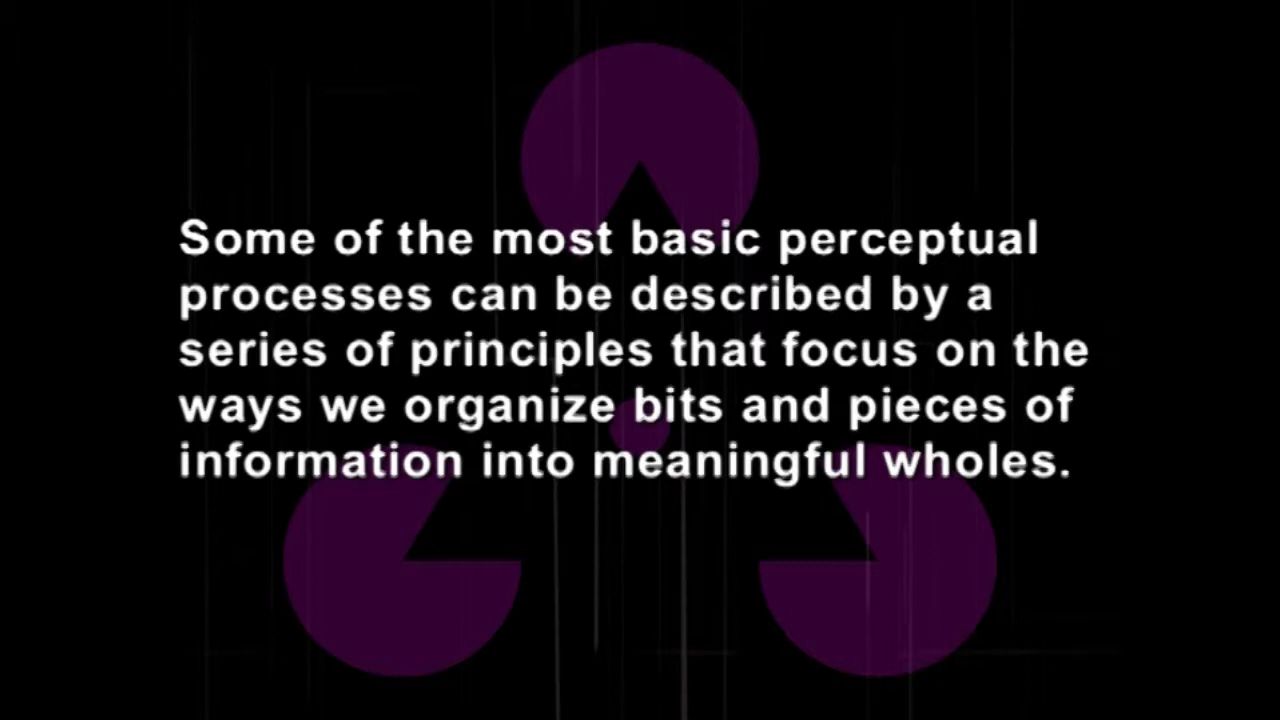 Some of the most basic perceptual
processes can be described by a
series of principles that focus on the
ways we organize bits and pieces of
information into meaningful wholes.